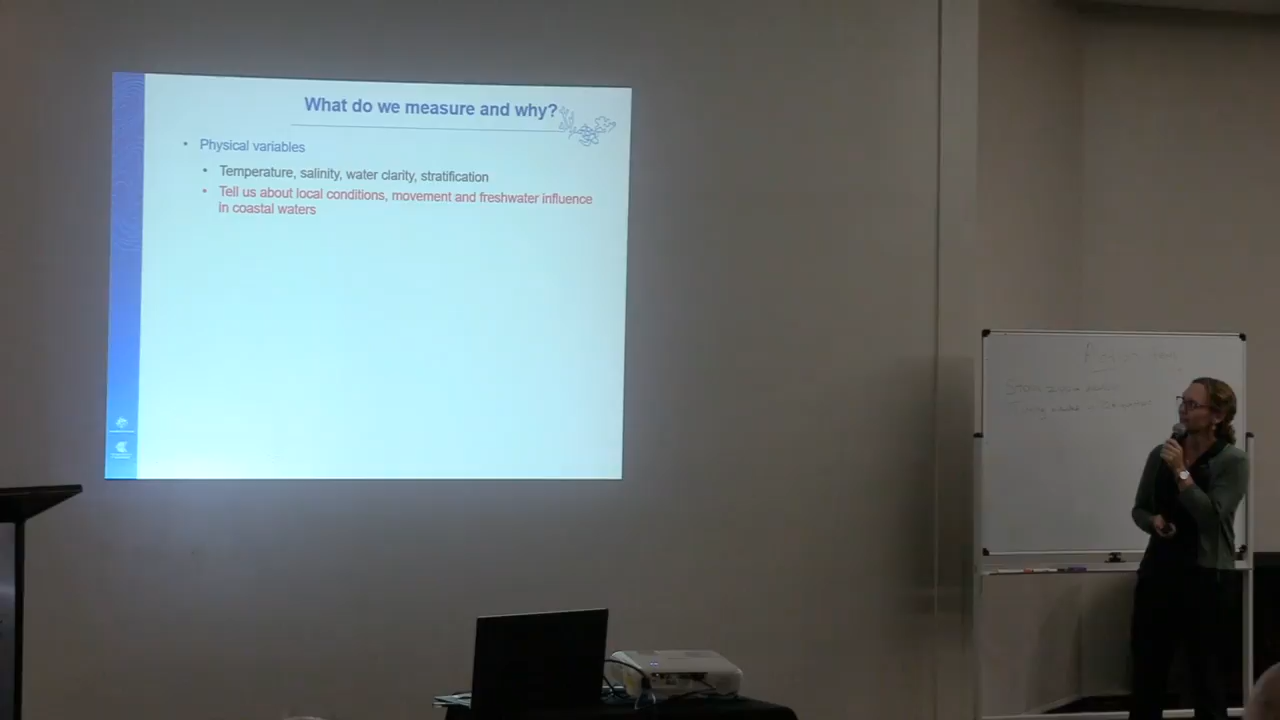 What do we measure and why?
• Physical variables
• Temperature, salinity, water clarity, stratification
• Tell us about local conditions, movement and freshwater influence
in coastal waters